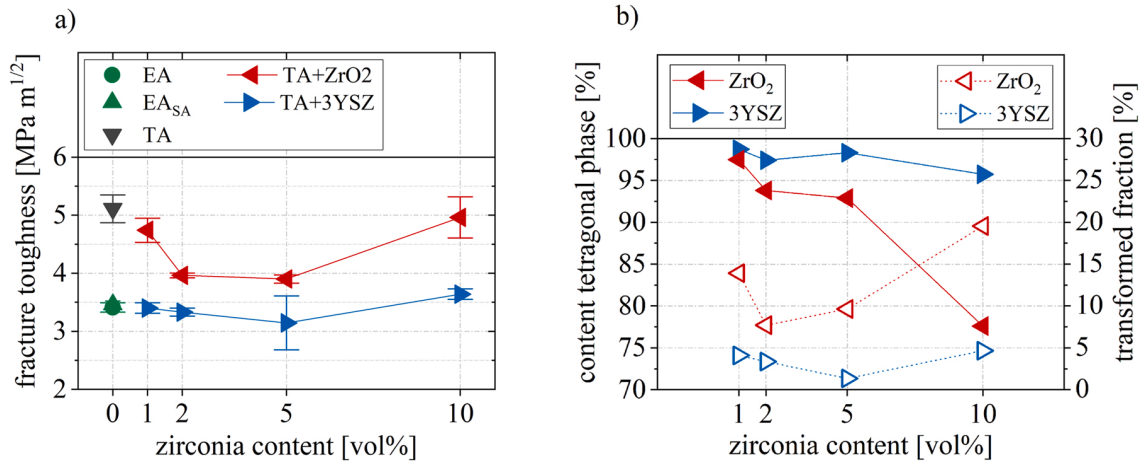 a)
EA
EA_SA
TA
TA+ZrO2
TA+3YSZ
fracture toughness [MPa m^1/2]
6
5
4
3
2
0 1 2 5 10
zirconia content [vol%]
b)
ZrO₂
3YSZ
ZrO₂
3YSZ
content tetragonal phase [%]
100
95
90
85
80
75
70
transformed fraction [%]
30
25
20
15
10
5
0
1 2 5 10
zirconia content [vol%]